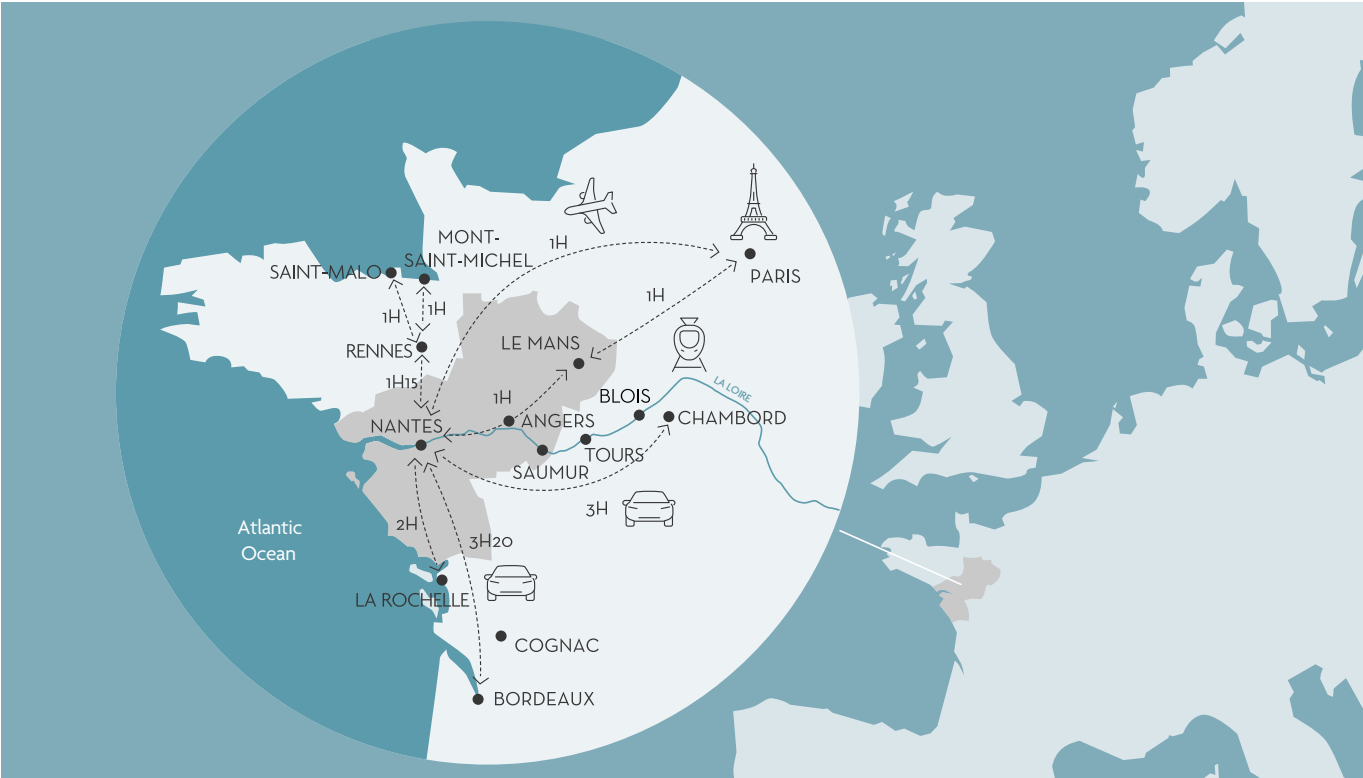 1H
MONT-
SAINT-MICHEL
SAINT-MALO
PARIS
1H
1H
1H
LE MANS
RENNES
1H15
LA LOIRE
1H
BLOIS
NANTES
ANGERS
CHAMBORD
TOURS
SAUMUR
3H
2H
Atlantic
Ocean
3H20
LA ROCHELLE
COGNAC
BORDEAUX